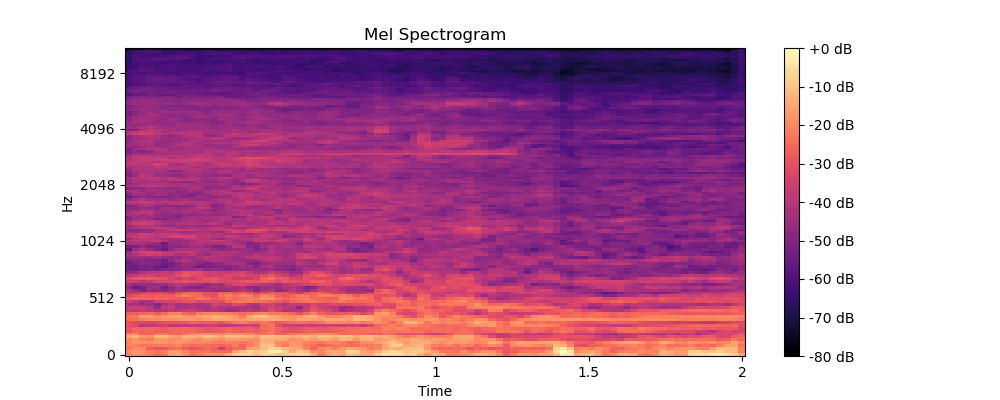 Mel Spectrogram
Hz
8192
4096
2048
1024
512
0
0 0.5 1 1.5 2
Time
+0 dB
-10 dB
-20 dB
-30 dB
-40 dB
-50 dB
-60 dB
-70 dB
-80 dB